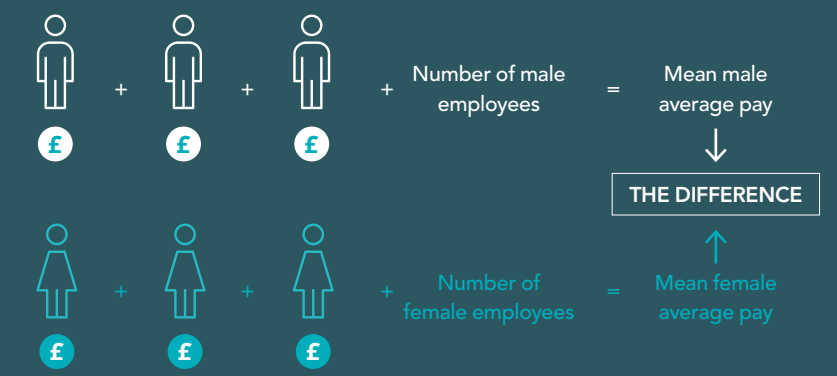 + + + Number of male employees = Mean male average pay
£ £ £
THE DIFFERENCE
+ + + Number of female employees = Mean female average pay
£ £ £